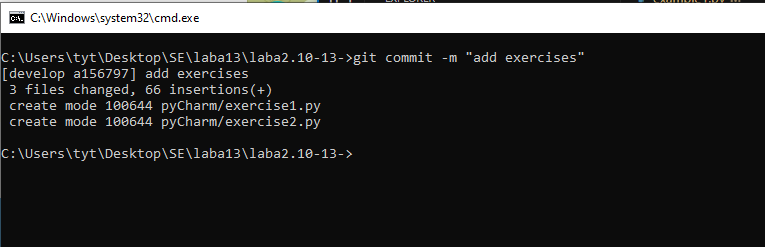 EXPLORER
C:\Windows\system32\cmd.exe
C:\Users\tyt\Desktop\SE\laba13\laba2.10-13->git commit -m "add exercises"
[develop a156797] add exercises
 3 files changed, 66 insertions(+)
 create mode 100644 pyCharm/exercise1.py
 create mode 100644 pyCharm/exercise2.py
C:\Users\tyt\Desktop\SE\laba13\laba2.10-13->